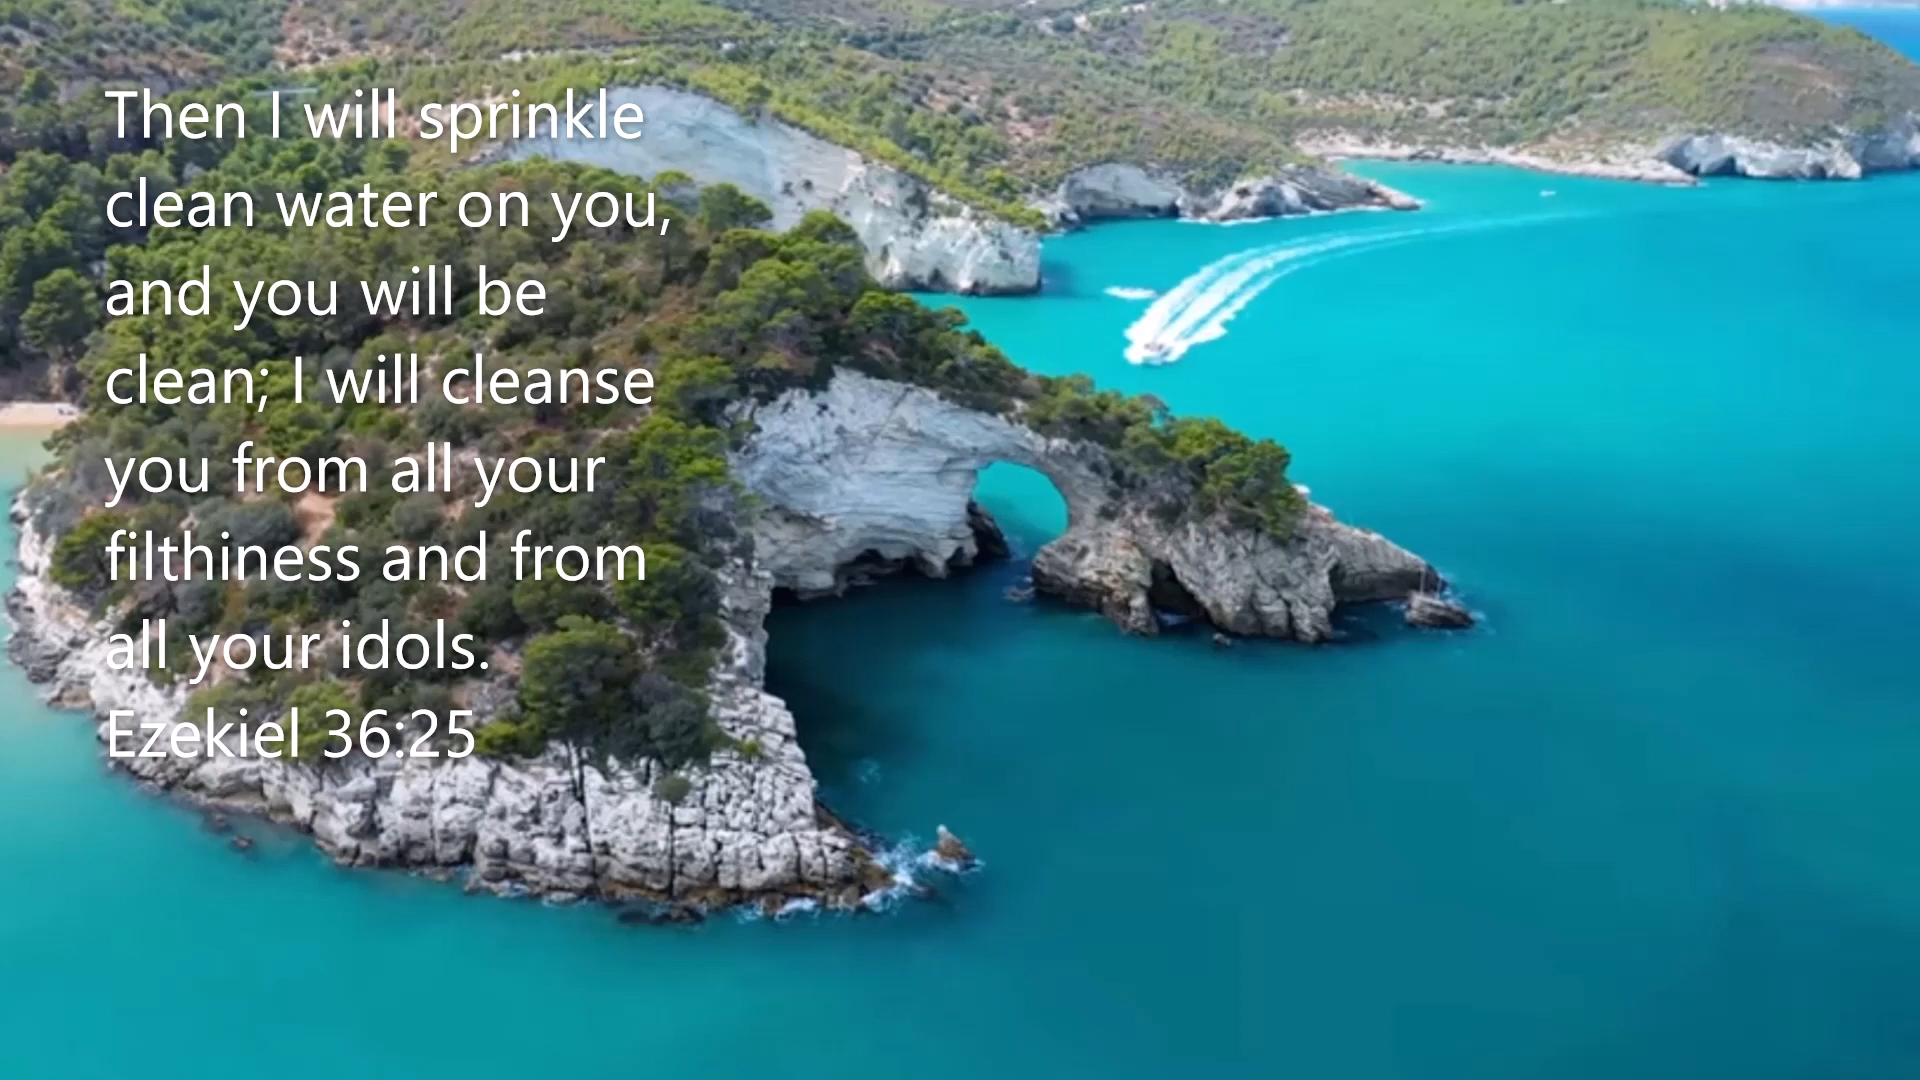 Then I will sprinkle
clean water on you,
and you will be
clean; I will cleanse
you from all your
filthiness and from
all your idols.
Ezekiel 36:25